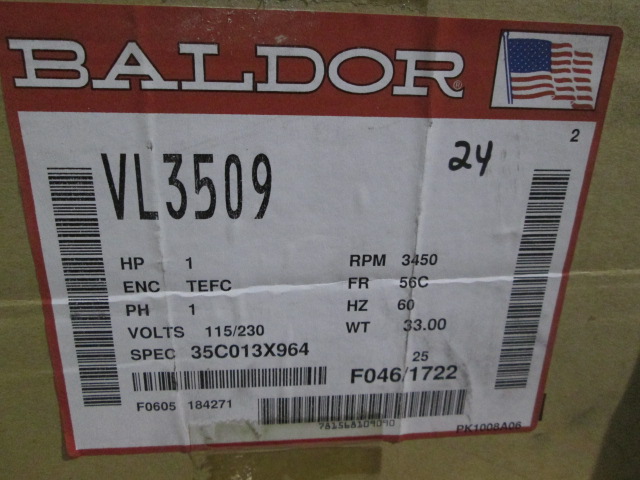 BALDOR®
2
24
VL3509
HP 1 RPM 3450
ENC TEFC FR 56C
PH 1 HZ 60
VOLTS 115/230 WT 33.00
SPEC 35C013X964
25
F046/1722
F0605 184271
781568109090
PK1008A06